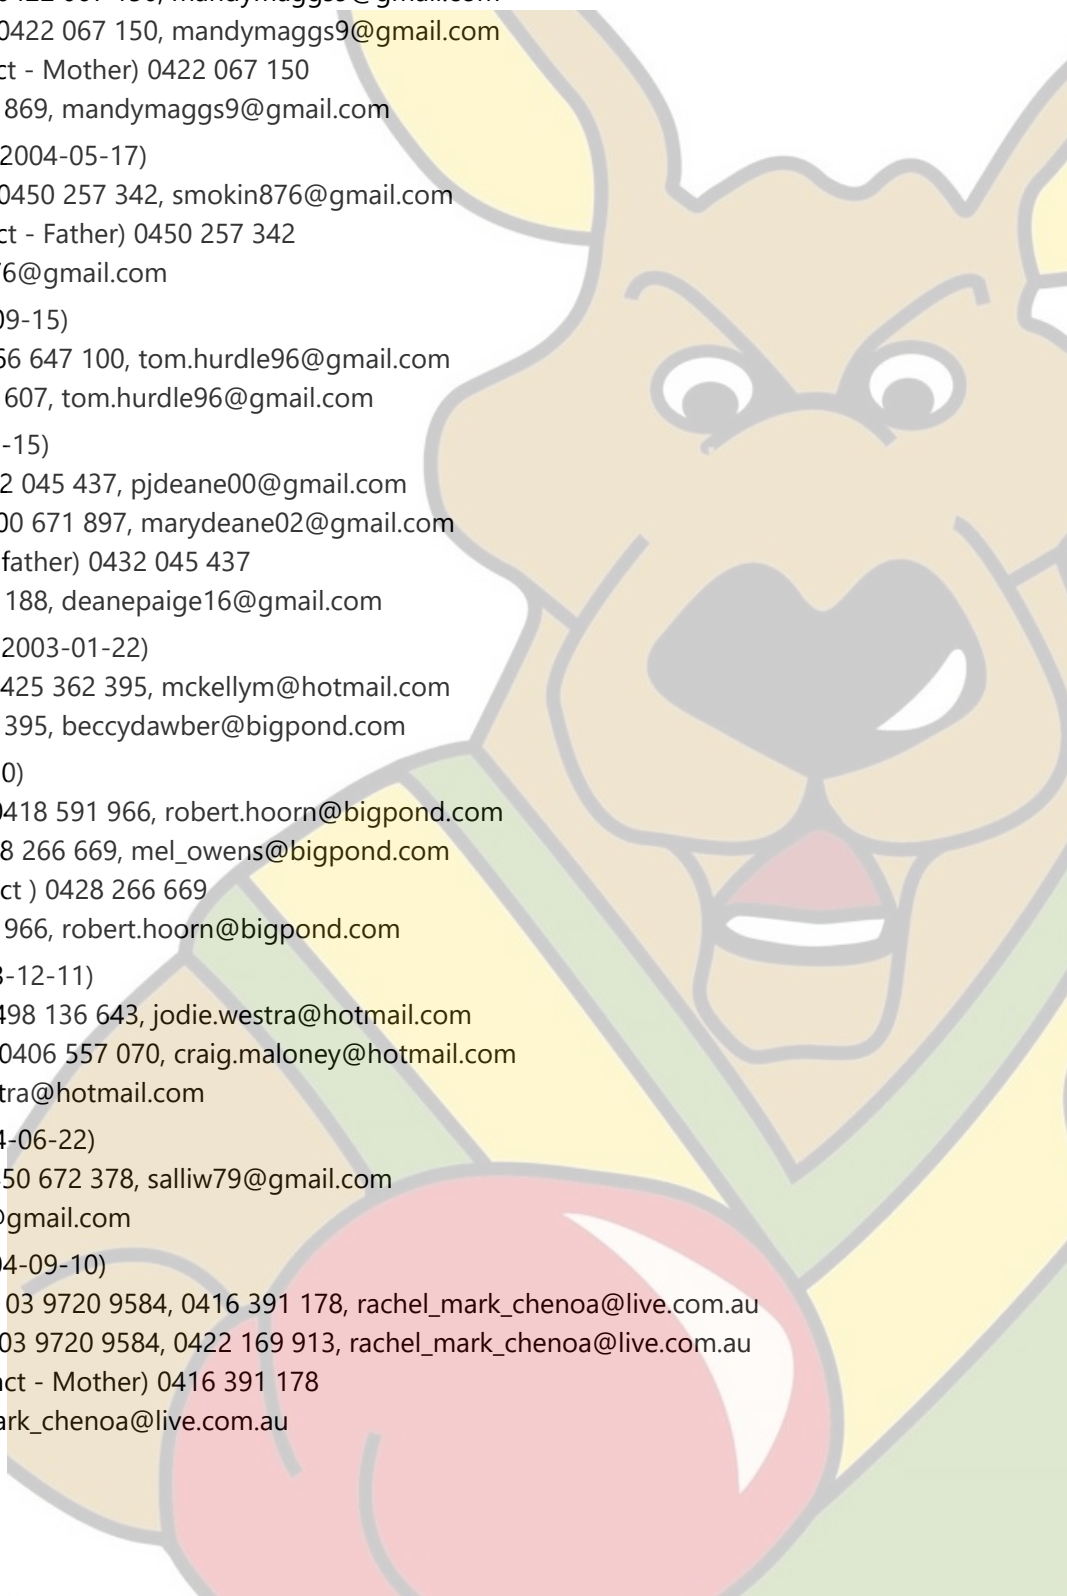 0422 067 150, mandymaggs9@gmail.com
- Mother) 0422 067 150
869, mandymaggs9@gmail.com
2004-05-17)
0450 257 342, smokin876@gmail.com
- Father) 0450 257 342
6@gmail.com
09-15)
66 647 100, tom.hurdle96@gmail.com
607, tom.hurdle96@gmail.com
-15)
2 045 437, pjdeane00@gmail.com
00 671 897, marydeane02@gmail.com
father) 0432 045 437
188, deanepaige16@gmail.com
2003-01-22)
425 362 395, mckellym@hotmail.com
395, beccydawber@bigpond.com
0)
0418 591 966, robert.hoorn@bigpond.com
8 266 669, mel_owens@bigpond.com
ct ) 0428 266 669
966, robert.hoorn@bigpond.com
-12-11)
498 136 643, jodie.westra@hotmail.com
0406 557 070, craig.maloney@hotmail.com
tra@hotmail.com
4-06-22)
50 672 378, salliw79@gmail.com
@gmail.com
04-09-10)
03 9720 9584, 0416 391 178, rachel_mark_chenoa@live.com.au
03 9720 9584, 0422 169 913, rachel_mark_chenoa@live.com.au
ct - Mother) 0416 391 178
ark_chenoa@live.com.au